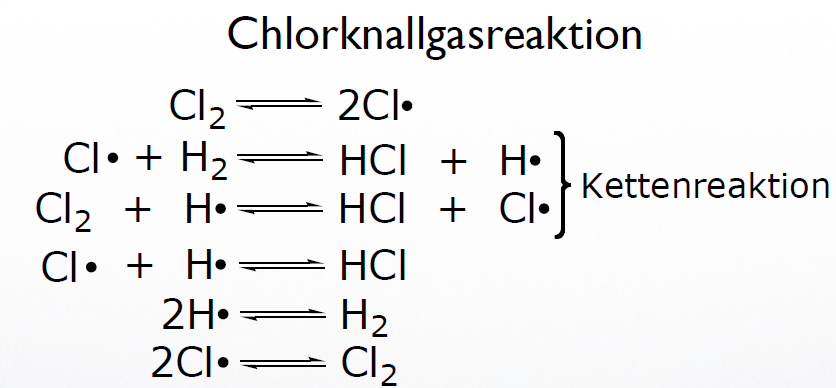 Chlorknallgasreaktion
Cl₂ ⇌ 2Cl•
Cl• + H₂ ⇌ HCl + H•
Cl₂ + H• ⇌ HCl + Cl•
Kettenreaktion
Cl• + H• ⇌ HCl
2H• ⇌ H₂
2Cl• ⇌ Cl₂